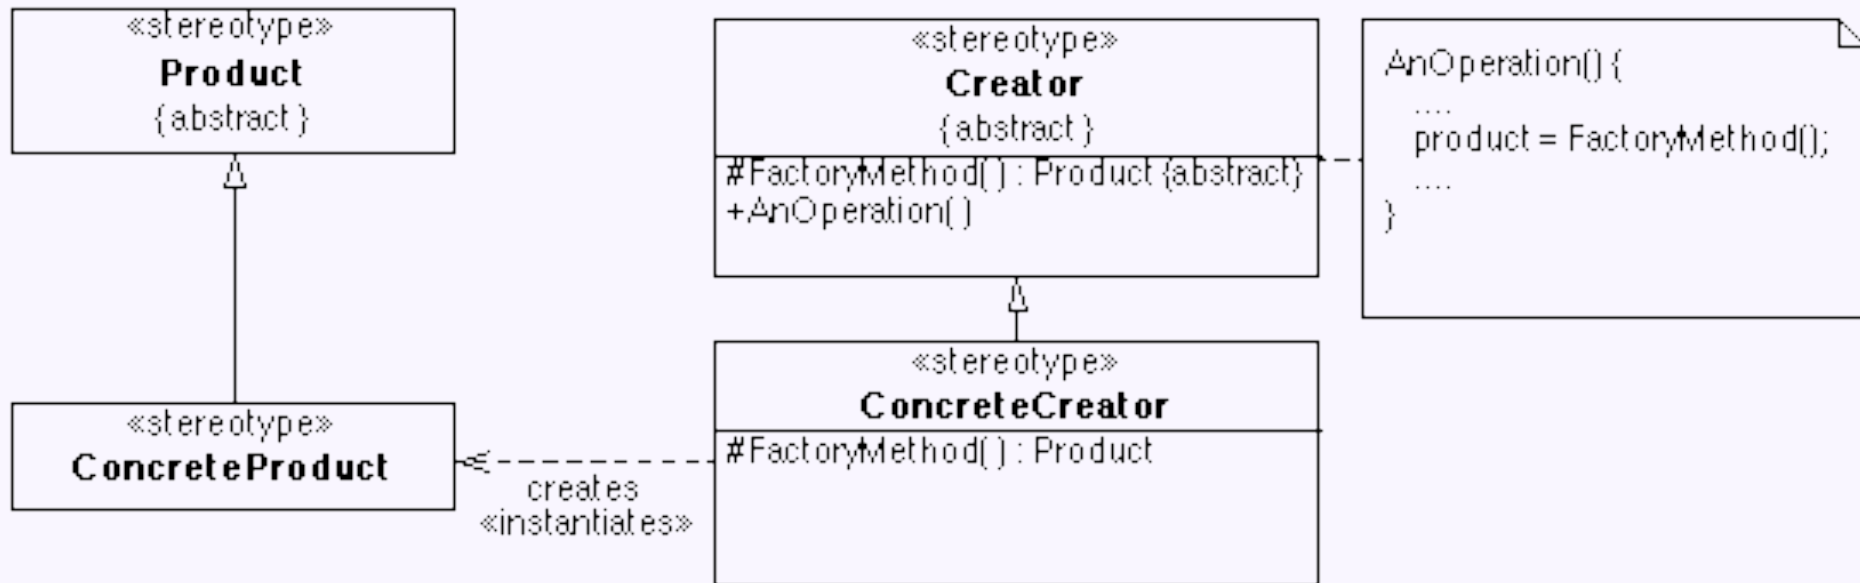 «stereotype»
Product
{abstract}
«stereotype»
Creator
{abstract}
#FactoryMethod() : Product {abstract}
+AnOperation()
AnOperation() {
....
product = FactoryMethod();
....
}
«stereotype»
ConcreteProduct
creates
«instantiates»
«stereotype»
ConcreteCreator
#FactoryMethod() : Product